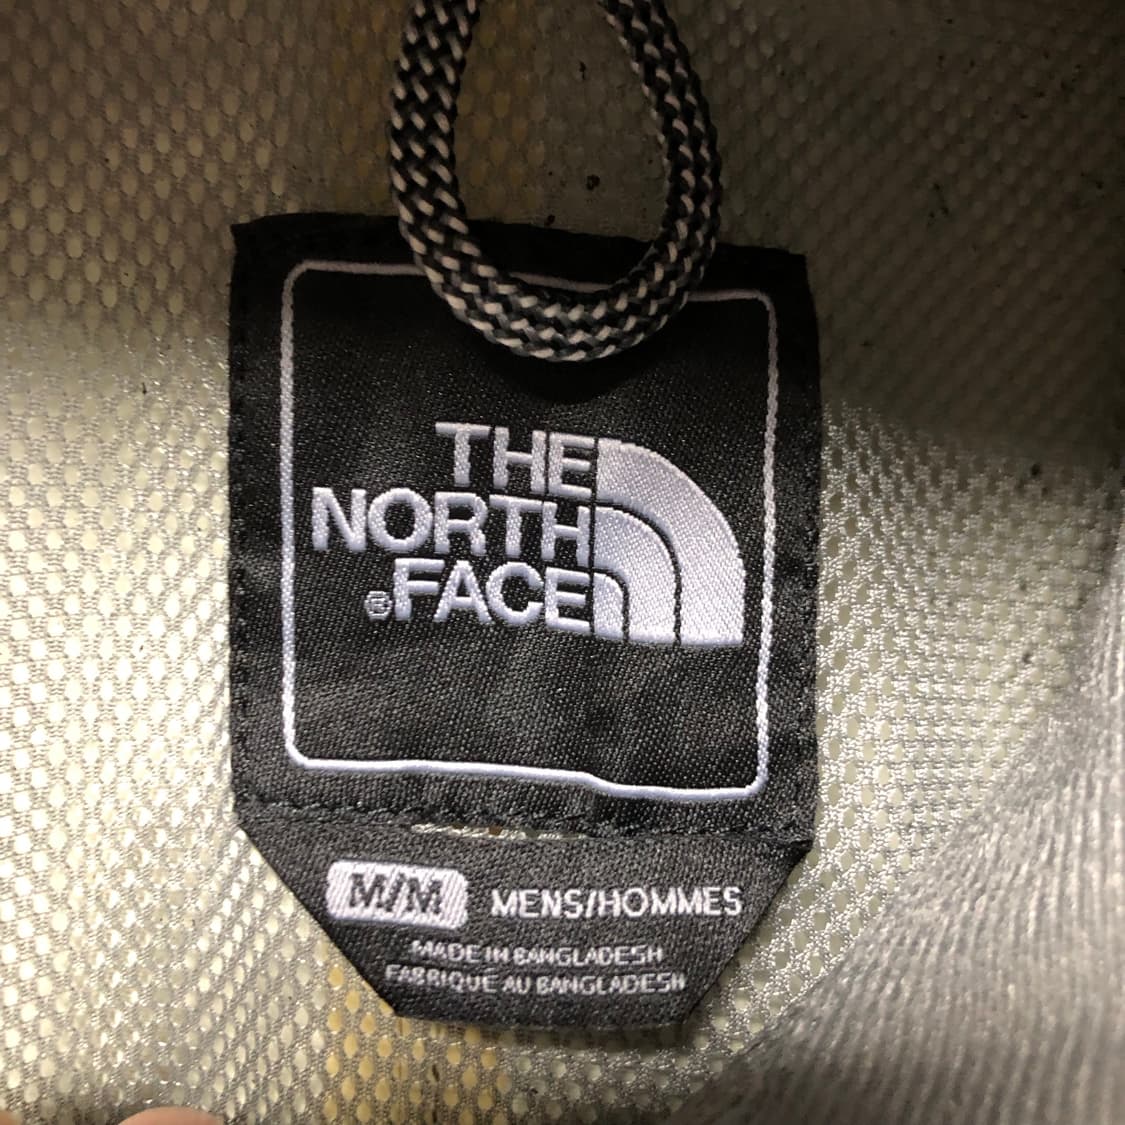 THE
NORTH
®FACE
M/M MENS/HOMMES
MADE IN BANGLADESH
FABRIQUE AU BANGLADESH